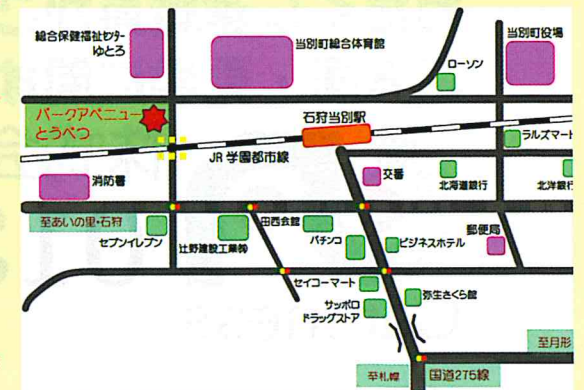 総合保健福祉センター
ゆとろ
当別町総合体育館
当別町役場
ローソン
パークアベニュー
とうべつ
石狩当別駅
ラルズマート
JR 学園都市線
消防署
交番
北海道銀行
北洋銀行
至あいの里・石狩
セブンイレブン
辻野建設工業㈱
田西会館
パチンコ
ビジネスホテル
郵便局
セイコーマート
サッポロ
ドラッグストア
弥生さくら館
至月形
至札幌
国道275線